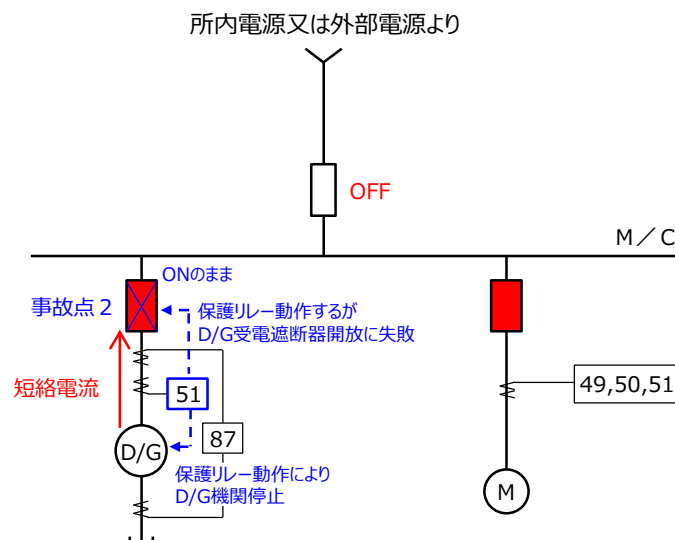 所内電源又は外部電源より
OFF
M／C
ONのまま
事故点２
保護リレー動作するが
D/G受電遮断器開放に失敗
短絡電流
51
49,50,51
87
D/G
保護リレー動作により
D/G機関停止
M